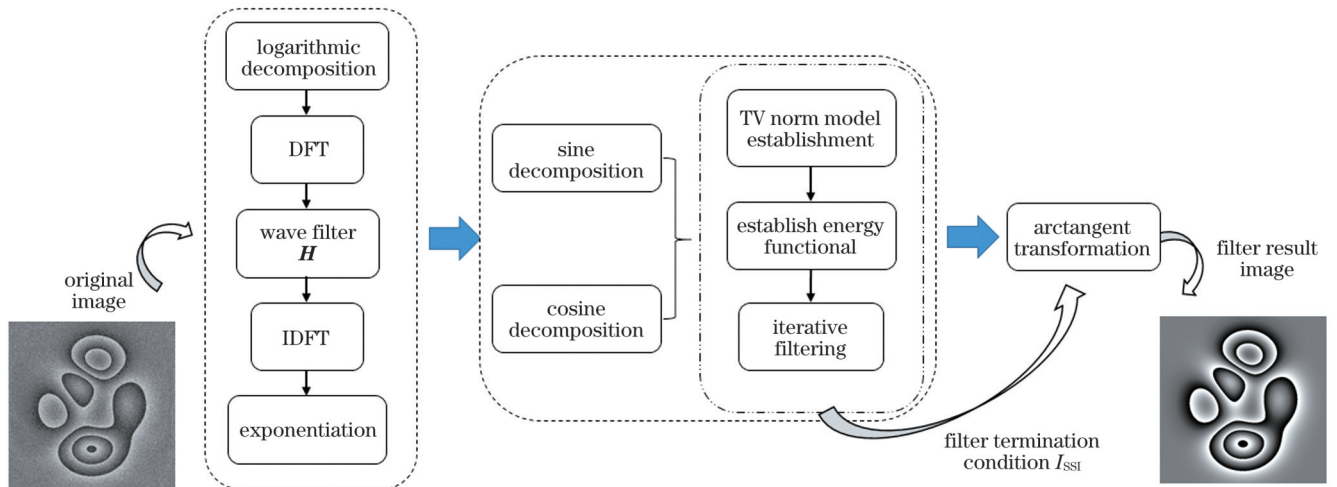 original
image
logarithmic
decomposition
DFT
wave filter
H
IDFT
exponentiation
sine
decomposition
cosine
decomposition
TV norm model
establishment
establish energy
functional
iterative
filtering
filter termination
condition I_SSI
arctangent
transformation
filter result
image